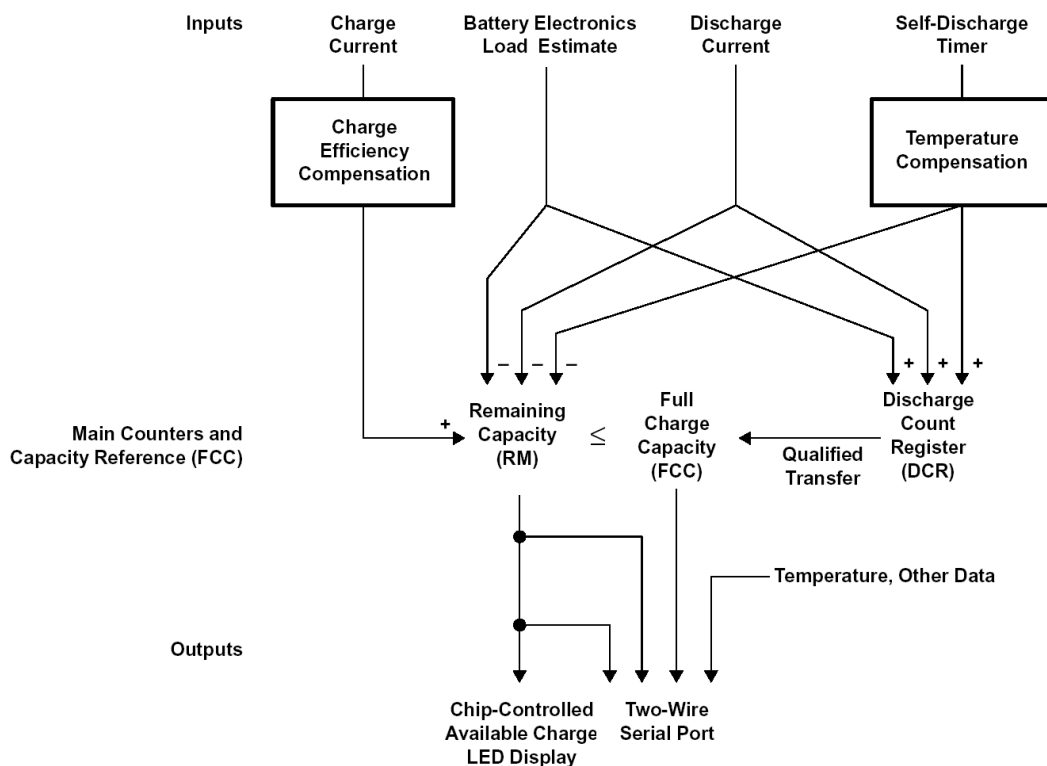 Inputs
Charge
Current
Battery Electronics
Load Estimate
Discharge
Current
Self-Discharge
Timer
Charge
Efficiency
Compensation
Temperature
Compensation
– – –
+ + +
+
Main Counters and
Capacity Reference (FCC)
Remaining
Capacity
(RM)
≤
Full
Charge
Capacity
(FCC)
Qualified
Transfer
Discharge
Count
Register
(DCR)
Temperature, Other Data
Outputs
Chip-Controlled
Available Charge
LED Display
Two-Wire
Serial Port